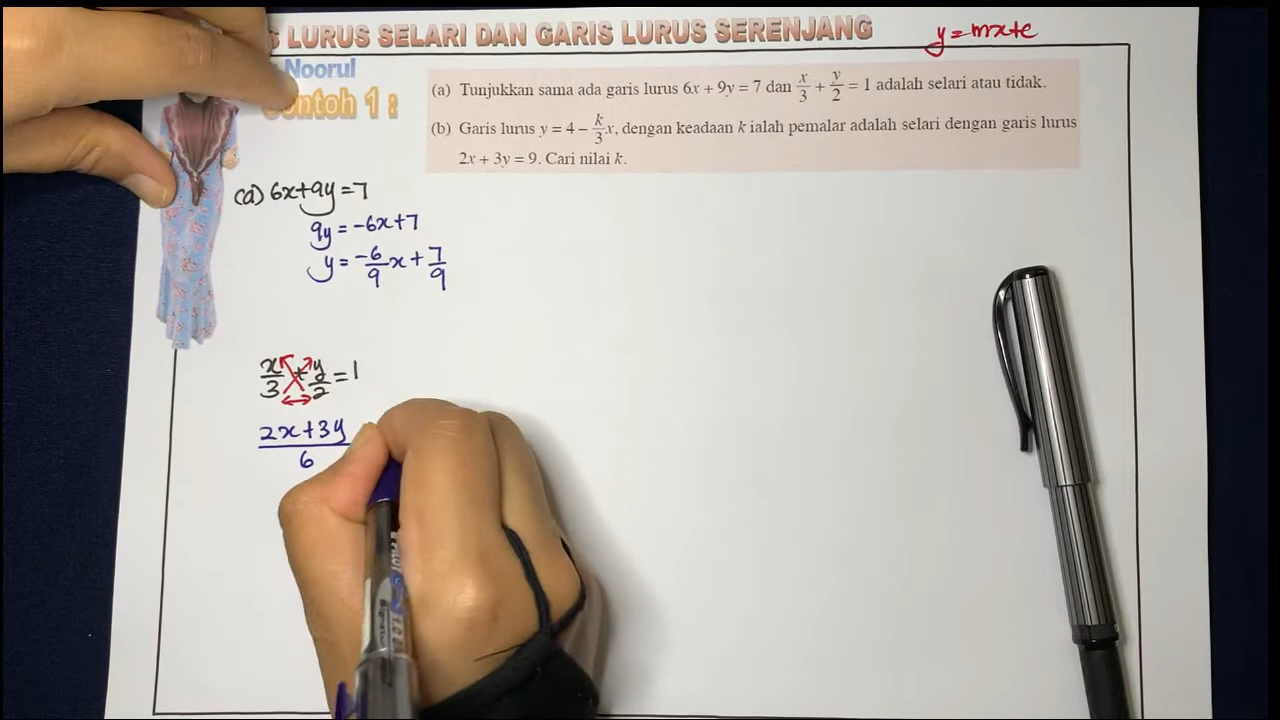 LURUS SELARI DAN GARIS LURUS SERENJANG
y = mx+c
Noorul
ontoh 1 :
(a) Tunjukkan sama ada garis lurus 6x + 9y = 7 dan x/3 + y/2 = 1 adalah selari atau tidak.
(b) Garis lurus y = 4 – k/3 x, dengan keadaan k ialah pemalar adalah selari dengan garis lurus
2x + 3y = 9. Cari nilai k.
(a) 6x+9y=7
9y = -6x+7
y = -6/9 x + 7/9
x/3 + y/2 = 1
2x+3y/6